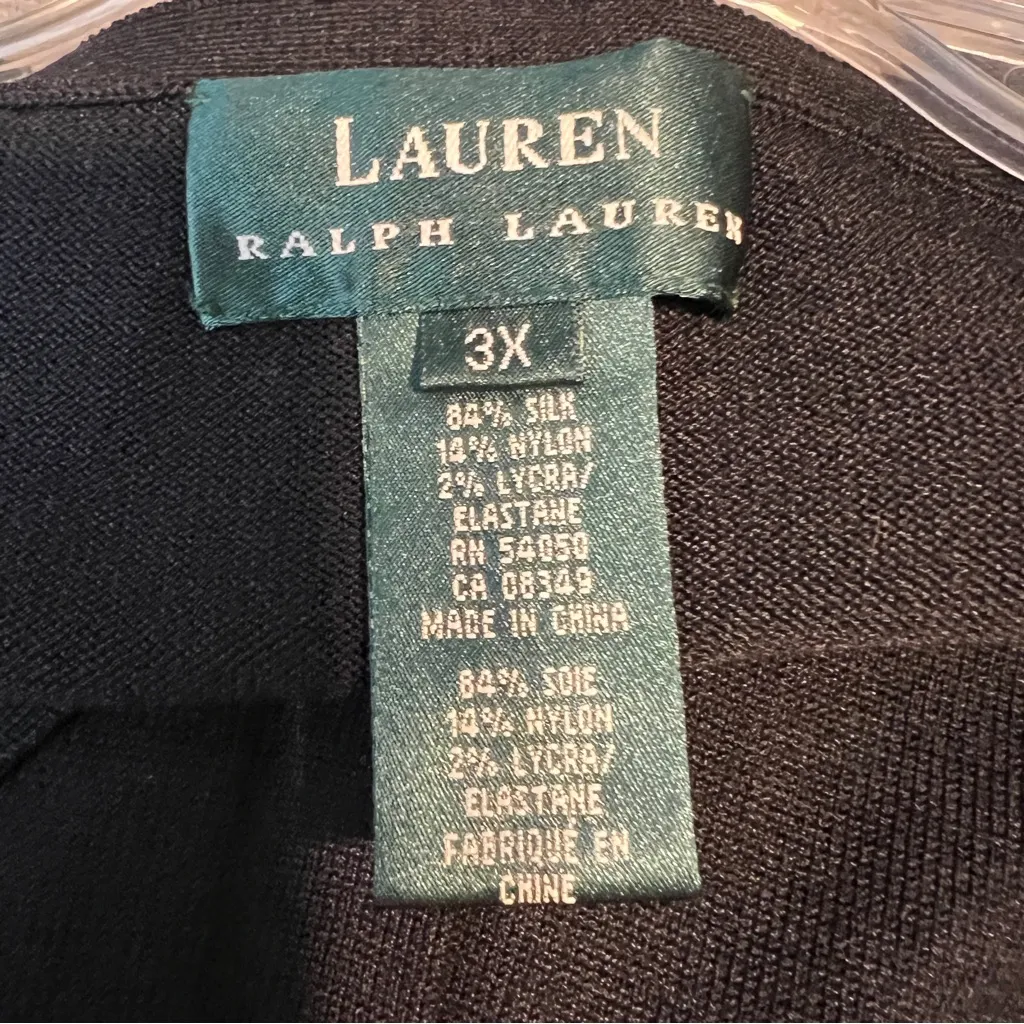 LAUREN
RALPH LAUREN
3X
84% SILK
14% NYLON
2% LYCRA/
ELASTANE
RN 54050
CA 08349
MADE IN CHINA
84% SOIE
14% NYLON
2% LYCRA/
ELASTANE
FABRIQUE EN
CHINE